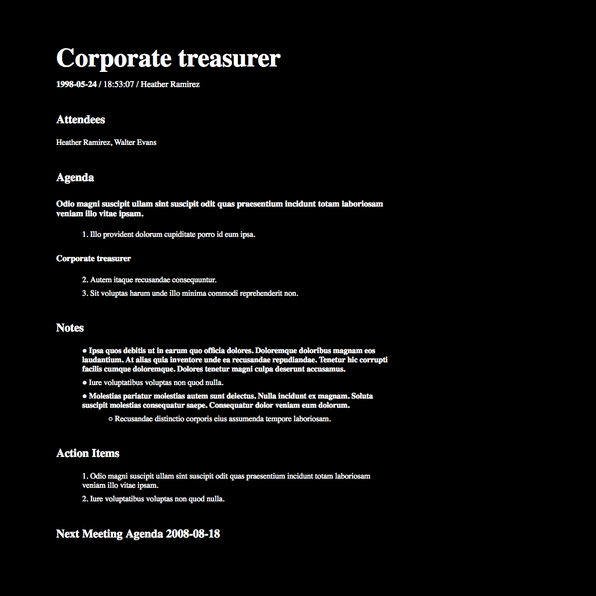 Corporate treasurer
1998-05-24 / 18:53:07 / Heather Ramirez
Attendees
Heather Ramirez, Walter Evans
Agenda
Odio magni suscipit ullam sint suscipit odit quas praesentium incidunt totam laboriosam
veniam illo vitae ipsam.
1. Illo provident dolorum cupiditate porro id eum ipsa.
Corporate treasurer
2. Autem itaque recusandae consequuntur.
3. Sit voluptas harum unde illo minima commodi reprehenderit non.
Notes
● Ipsa quos debitis ut in earum quo officia dolores. Doloremque doloribus magnam eos
laudantium. At alias quia inventore unde ea recusandae repudiandae. Tenetur hic corrupti
facilis cumque doloremque. Dolores tenetur magni culpa deserunt accusamus.
● Iure voluptatibus voluptas non quod nulla.
● Molestias pariatur molestias autem sunt delectus. Nulla incidunt ex magnam. Soluta
suscipit molestias consequatur saepe. Consequatur dolor veniam eum dolorum.
○ Recusandae distinctio corporis eius assumenda tempore laboriosam.
Action Items
1. Odio magni suscipit ullam sint suscipit odit quas praesentium incidunt totam laboriosam
veniam illo vitae ipsam.
2. Iure voluptatibus voluptas non quod nulla.
Next Meeting Agenda 2008-08-18